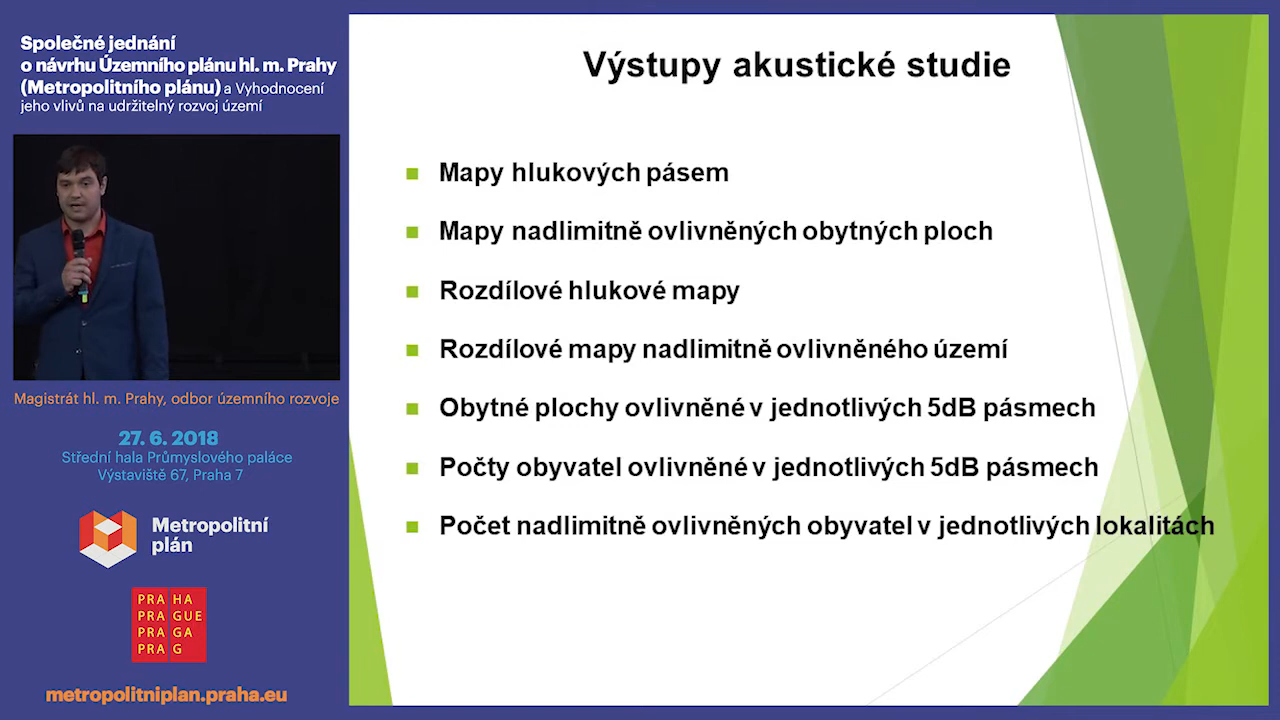 Společné jednání
o návrhu Územního plánu hl. m. Prahy
(Metropolitního plánu) a Vyhodnocení
jeho vlivů na udržitelný rozvoj území
Magistrát hl. m. Prahy, odbor územního rozvoje
27. 6. 2018
Střední hala Průmyslového paláce
Výstaviště 67, Praha 7
Metropolitní
plán
PRA HA
PRA GUE
PRA GA
PRA G
metropolitniplan.praha.eu
Výstupy akustické studie
Mapy hlukových pásem
Mapy nadlimitně ovlivněných obytných ploch
Rozdílové hlukové mapy
Rozdílové mapy nadlimitně ovlivněného území
Obytné plochy ovlivněné v jednotlivých 5dB pásmech
Počty obyvatel ovlivněné v jednotlivých 5dB pásmech
Počet nadlimitně ovlivněných obyvatel v jednotlivých lokalitách